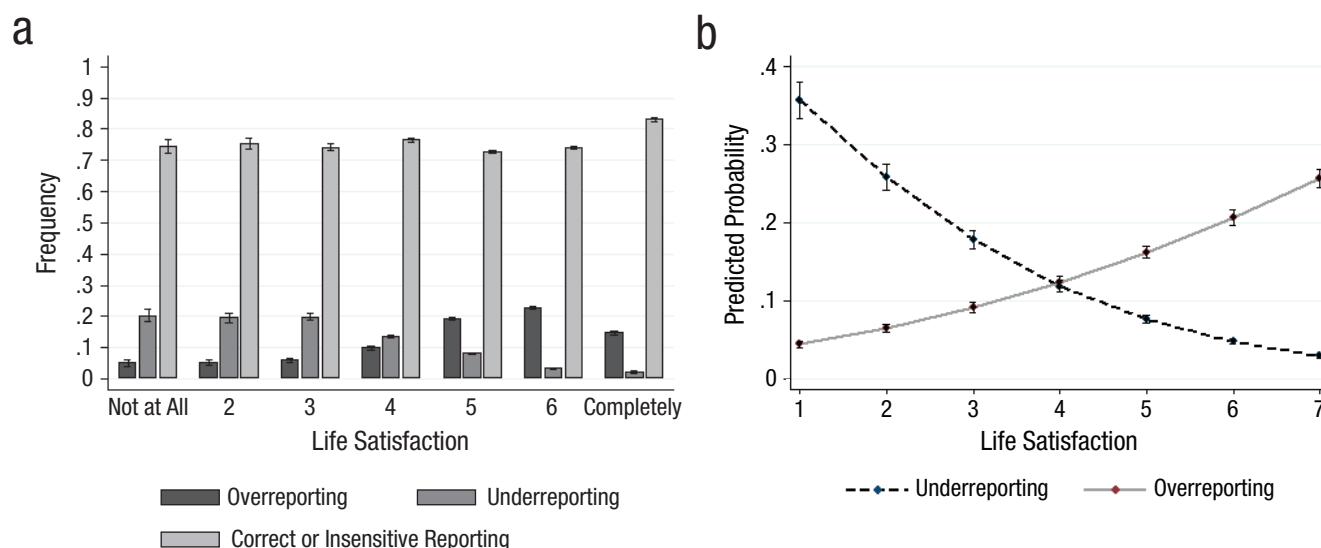 a
1
.9
.8
.7
.6
.5
.4
.3
.2
.1
0
Frequency
Not at All 2 3 4 5 6 Completely
Life Satisfaction
Overreporting Underreporting
Correct or Insensitive Reporting
b
.4
.3
.2
.1
0
Predicted Probability
1 2 3 4 5 6 7
Life Satisfaction
Underreporting Overreporting